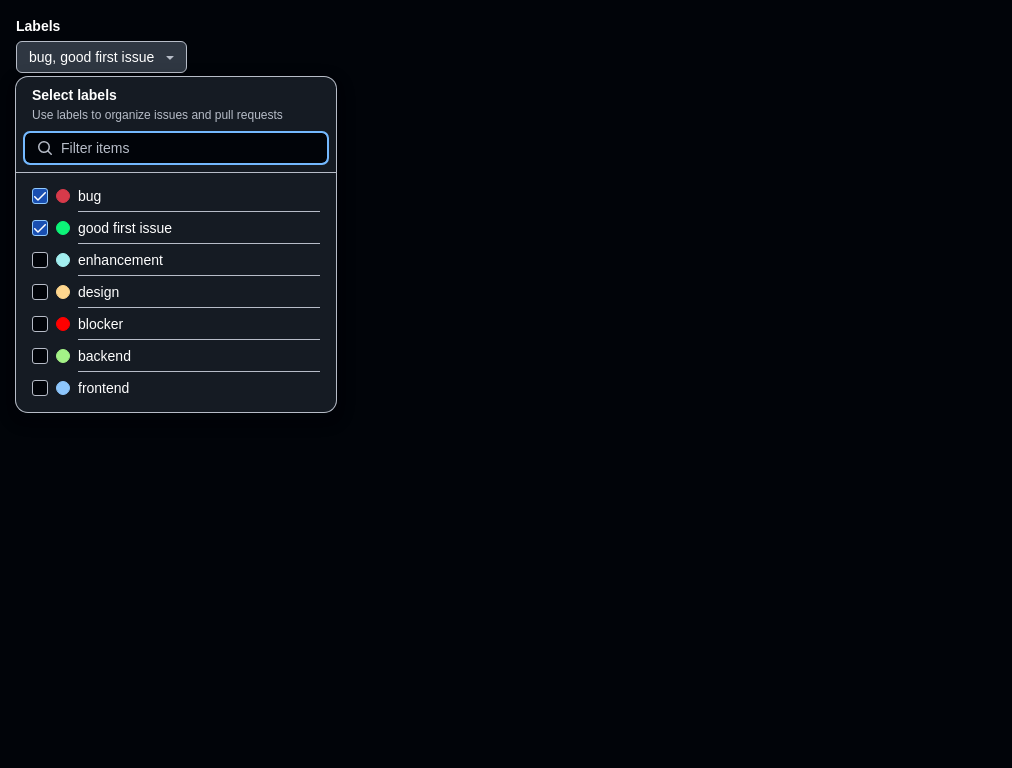 Labels
bug, good first issue
Select labels
Use labels to organize issues and pull requests
Filter items
bug
good first issue
enhancement
design
blocker
backend
frontend